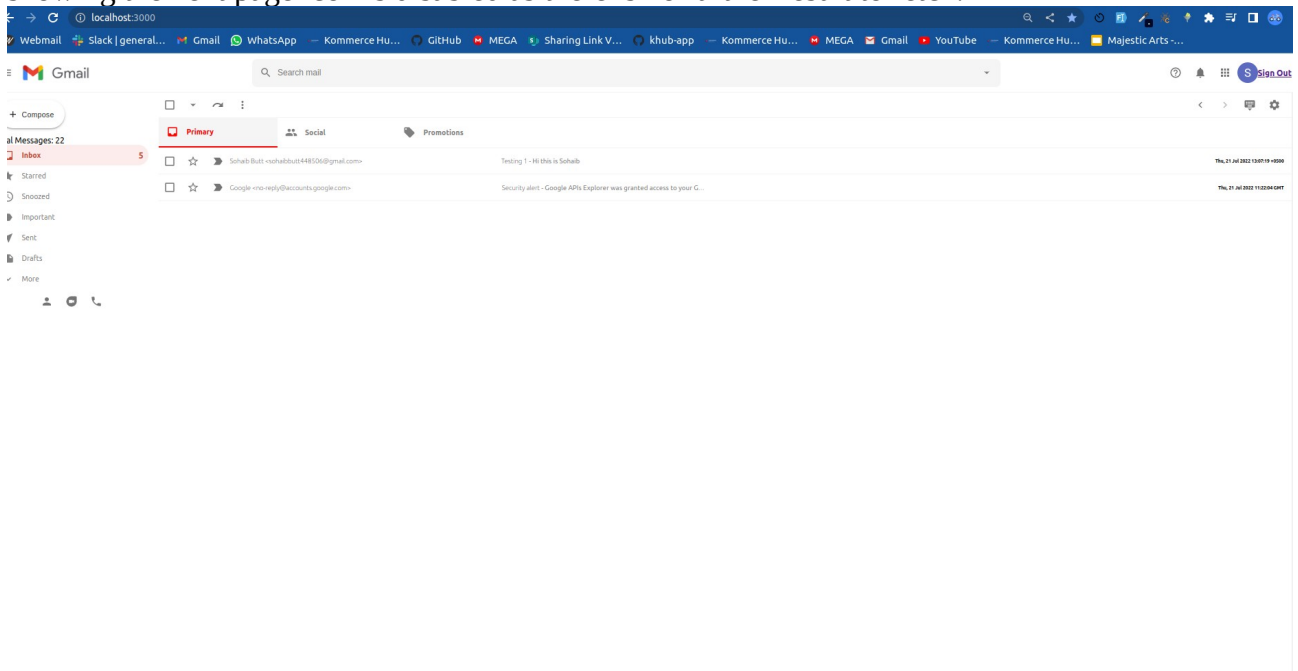 localhost:3000
Webmail Slack | general... Gmail WhatsApp Kommerce Hu... GitHub MEGA Sharing Link V... khub-app Kommerce Hu... MEGA Gmail YouTube Kommerce Hu... Majestic Arts -...
Gmail Search mail S Sign Out
+ Compose
al Messages: 22
Primary Social Promotions
Inbox 5
Starred
Snoozed
Important
Sent
Drafts
More
Sohaib Butt <sohaibbutt448506@gmail.com> Testing 1 - Hi this is Sohaib Thu, 21 Jul 2022 13:07:19 +0500
Google <no-reply@accounts.google.com> Security alert - Google APIs Explorer was granted access to your G... Thu, 21 Jul 2022 11:22:04 GMT